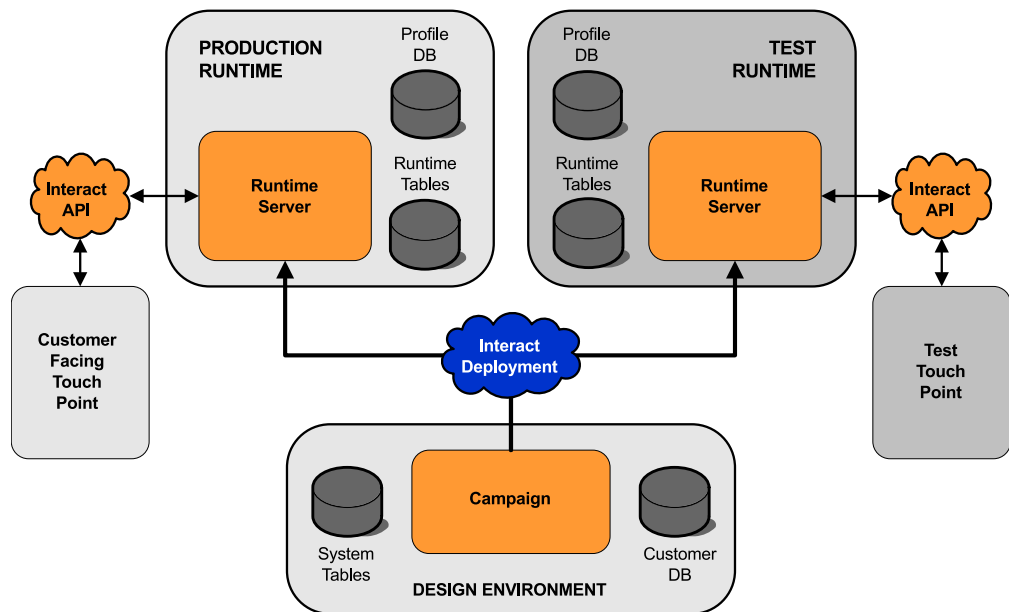 PRODUCTION
RUNTIME
Profile
DB
Runtime
Tables
Runtime
Server
Interact
API
Customer
Facing
Touch
Point
Profile
DB
TEST
RUNTIME
Runtime
Tables
Runtime
Server
Interact
API
Test
Touch
Point
Interact
Deployment
Campaign
System
Tables
Customer
DB
DESIGN ENVIRONMENT